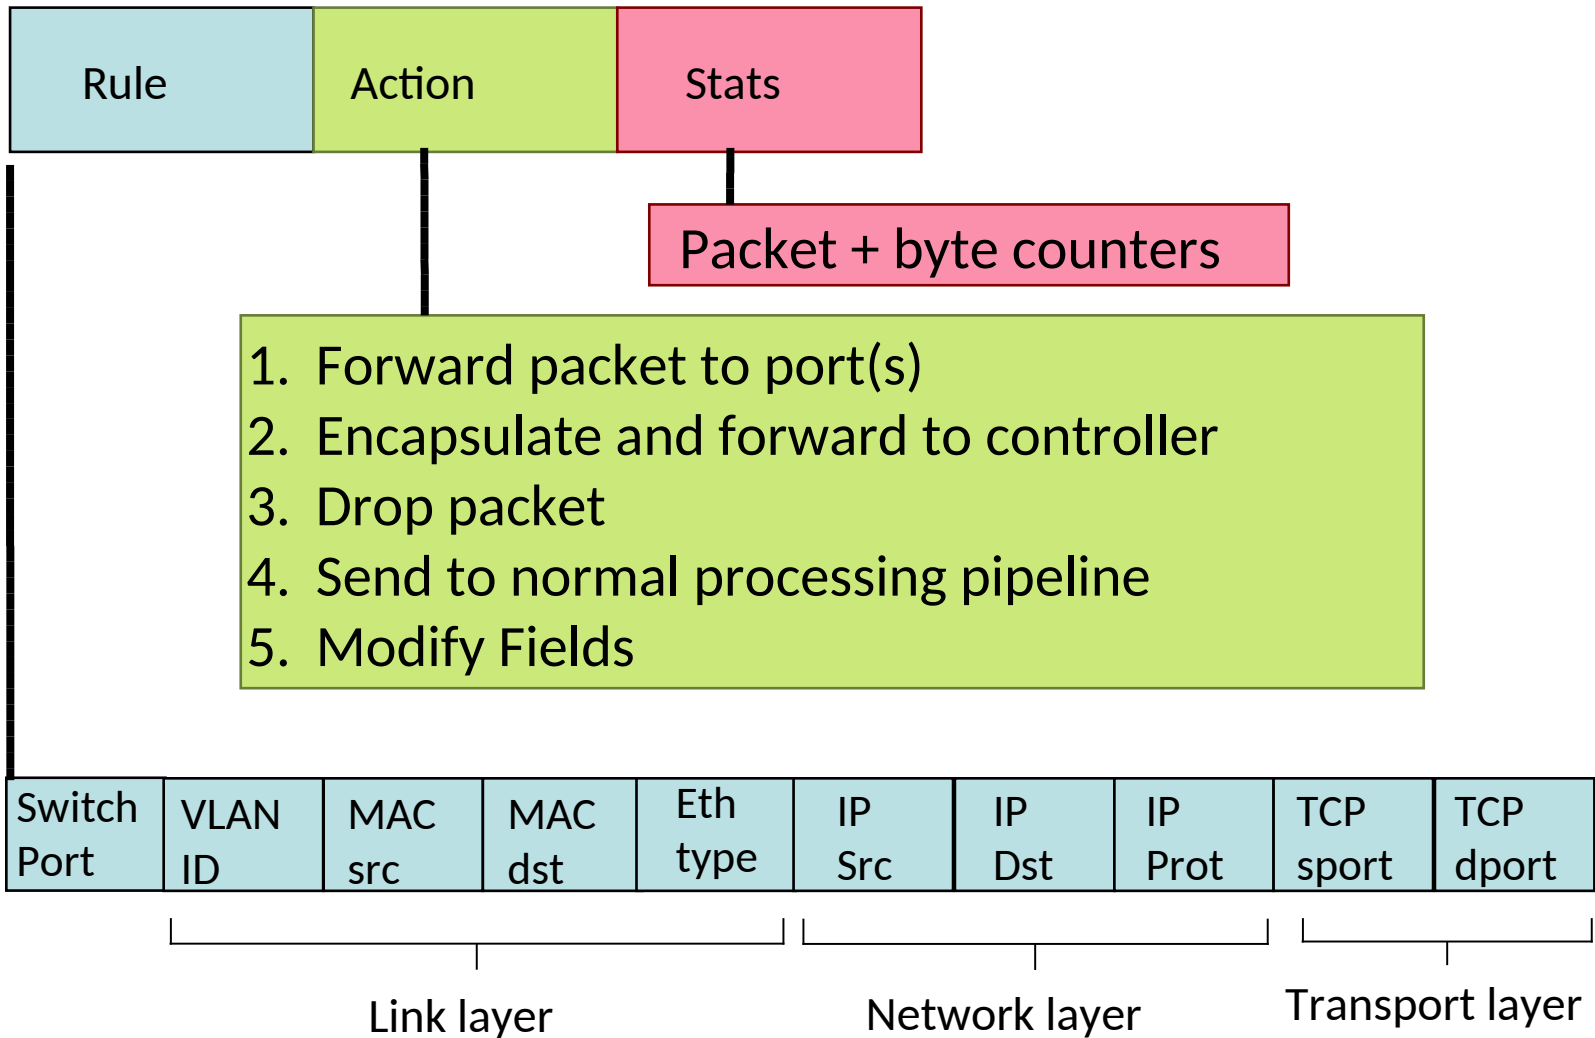 Rule Action Stats
Packet + byte counters
1. Forward packet to port(s)
2. Encapsulate and forward to controller
3. Drop packet
4. Send to normal processing pipeline
5. Modify Fields
Switch
Port
VLAN
ID
MAC
src
MAC
dst
Eth
type
IP
Src
IP
Dst
IP
Prot
TCP
sport
TCP
dport
Link layer
Network layer
Transport layer